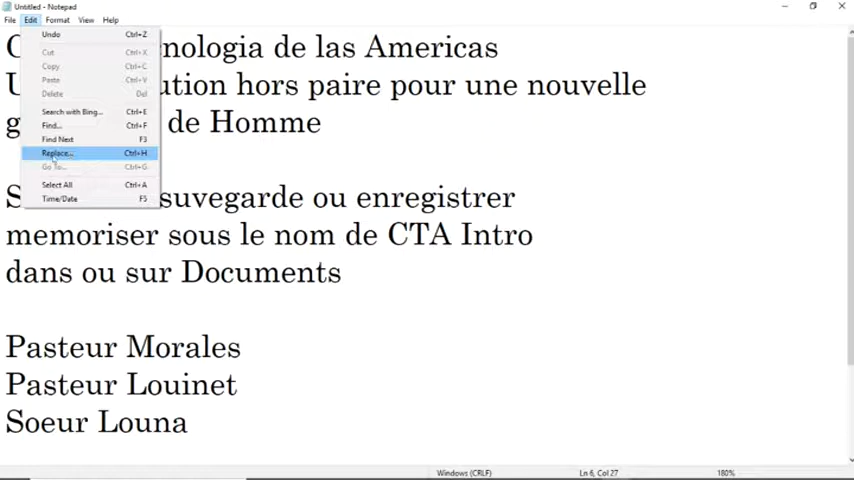 Untitled - Notepad
File Edit Format View Help
Undo Ctrl+Z
Cut Ctrl+X
Copy Ctrl+C
Paste Ctrl+V
Delete Del
Search with Bing... Ctrl+E
Find... Ctrl+F
Find Next F3
Replace... Ctrl+H
Go To... Ctrl+G
Select All Ctrl+A
Time/Date F5
de las Americas
hors paire pour une nouvelle
de Homme
ou enregistrer
memoriser sous le nom de CTA Intro
dans ou sur Documents
Pasteur Morales
Pasteur Louinet
Soeur Louna
Windows (CRLF) Ln 6, Col 27 180%